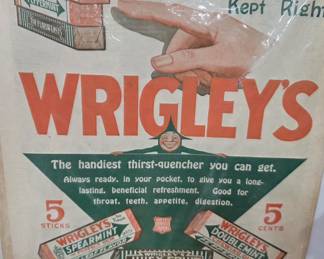 Kept Right
WRIGLEY'S
The handiest thirst-quencher you can get.
Always ready, in your pocket, to give you a long-
lasting, beneficial refreshment. Good for
throat, teeth, appetite, digestion.
5
STICKS
5
CENTS
WRIGLEY'S
SPEARMINT
WRIGLEY'S
DOUBLEMINT
WRIGLEY'S